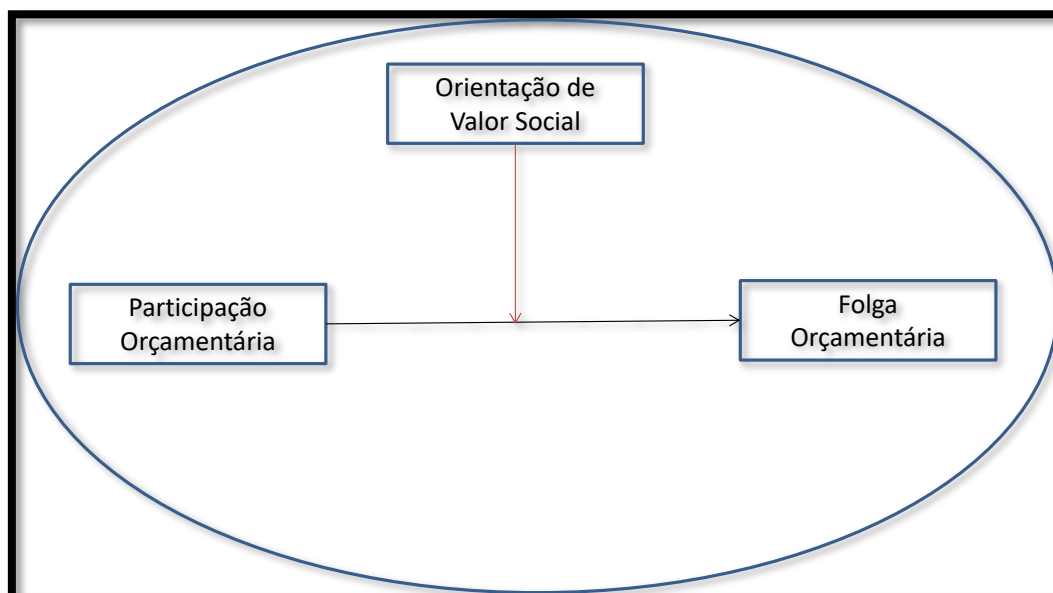 Orientação de
Valor Social
Participação
Orçamentária
Folga
Orçamentária